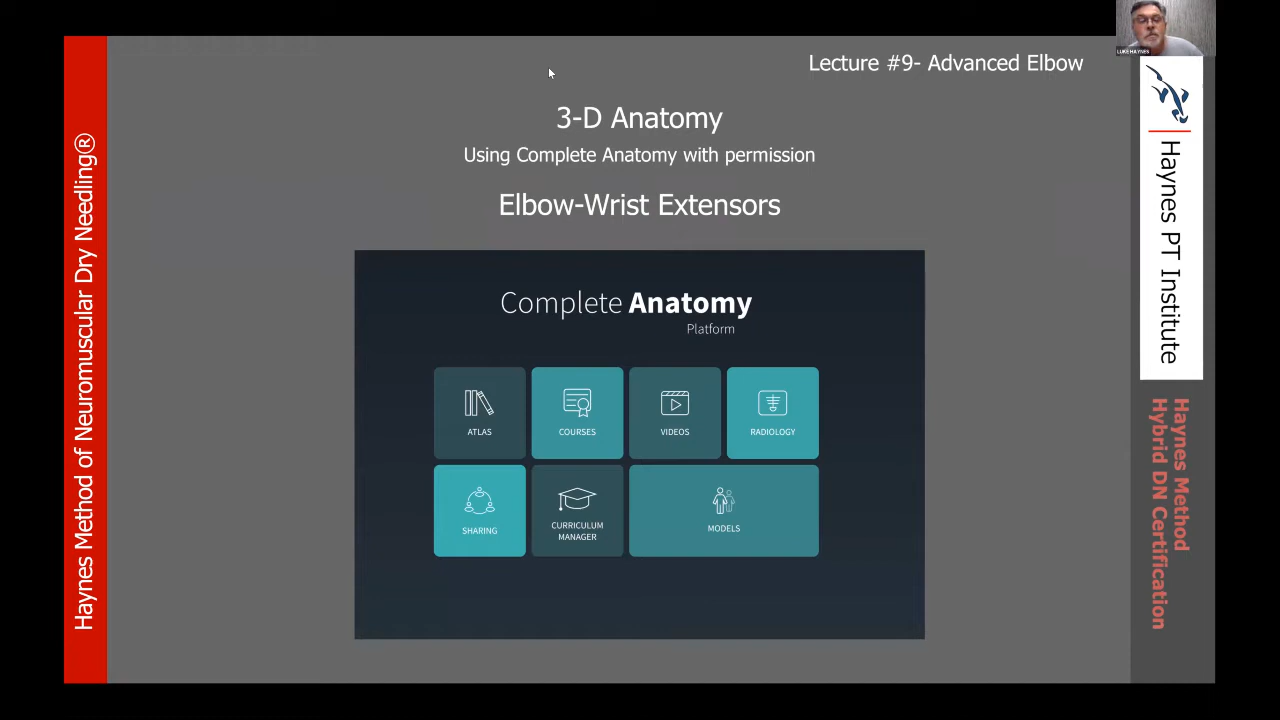 LUKE HAYNES
Lecture #9- Advanced Elbow
3-D Anatomy
Using Complete Anatomy with permission
Elbow-Wrist Extensors
Complete Anatomy
Platform
ATLAS
COURSES
VIDEOS
RADIOLOGY
SHARING
CURRICULUM
MANAGER
MODELS
Haynes Method of Neuromuscular Dry Needling®
Haynes PT Institute
Haynes Method
Hybrid DN Certification